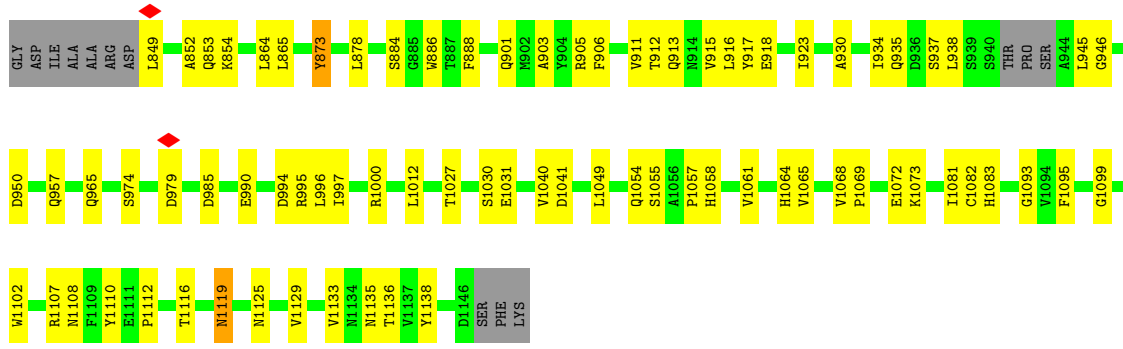 GLY ASP ILE ALA ALA ARG ASP L849 A852 Q853 K854 L864 L865 Y873 L878 S884 G885 W886 T887 F888 Q901 M902 A903 Y904 R905 F906 V911 T912 Q913 N914 V915 L916 Y917 E918 I923 A930 I934 Q935 D936 S937 L938 S939 S940 THR PRO SER A944 L945 G946
D950 Q957 Q965 S974 D979 D985 E990 D994 R995 L996 I997 R1000 L1012 T1027 S1030 E1031 V1040 D1041 L1049 Q1054 S1055 A1056 P1057 H1058 V1061 H1064 V1065 V1068 P1069 E1072 K1073 I1081 C1082 H1083 G1093 V1094 F1095 G1099
W1102 R1107 N1108 F1109 Y1110 E1111 P1112 T1116 N1119 N1125 V1129 V1133 N1134 N1135 T1136 V1137 Y1138 D1146 SER PHE LYS